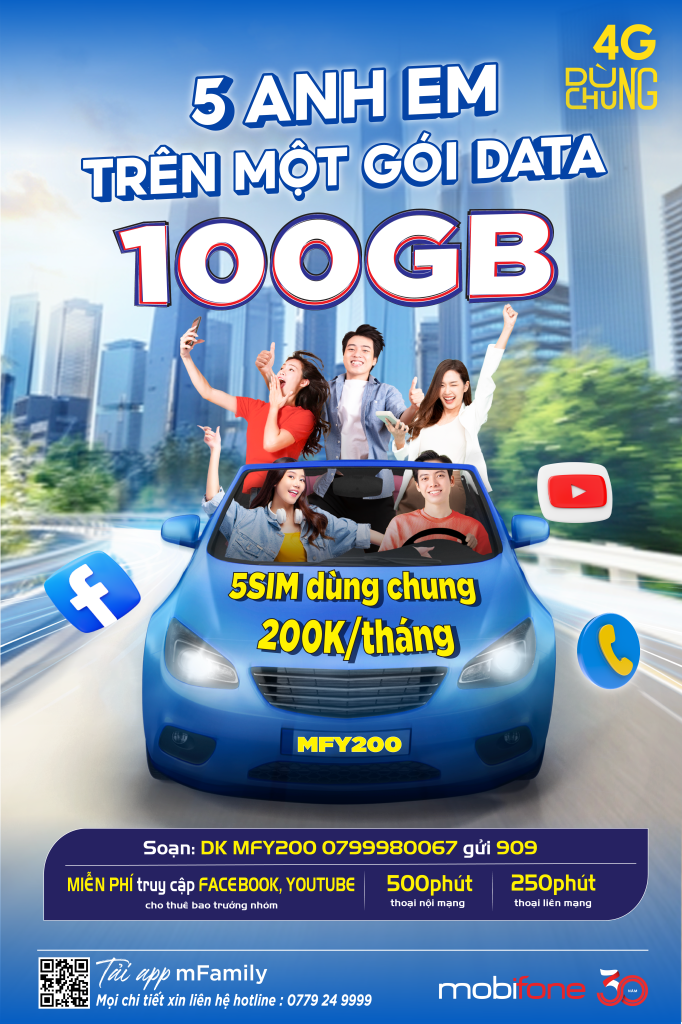 4G
DÙNG
CHUNG
5 ANH EM
TRÊN MỘT GÓI DATA
100GB
5SIM dùng chung
200K/tháng
MFY200
Soạn: DK MFY200 0799980067 gửi 909
MIỄN PHÍ truy cập FACEBOOK, YOUTUBE
cho thuê bao trưởng nhóm
500phút
thoại nội mạng
250phút
thoại liên mạng
Tải app mFamily
Mọi chi tiết xin liên hệ hotline : 0779 24 9999
mobifone 30 NĂM